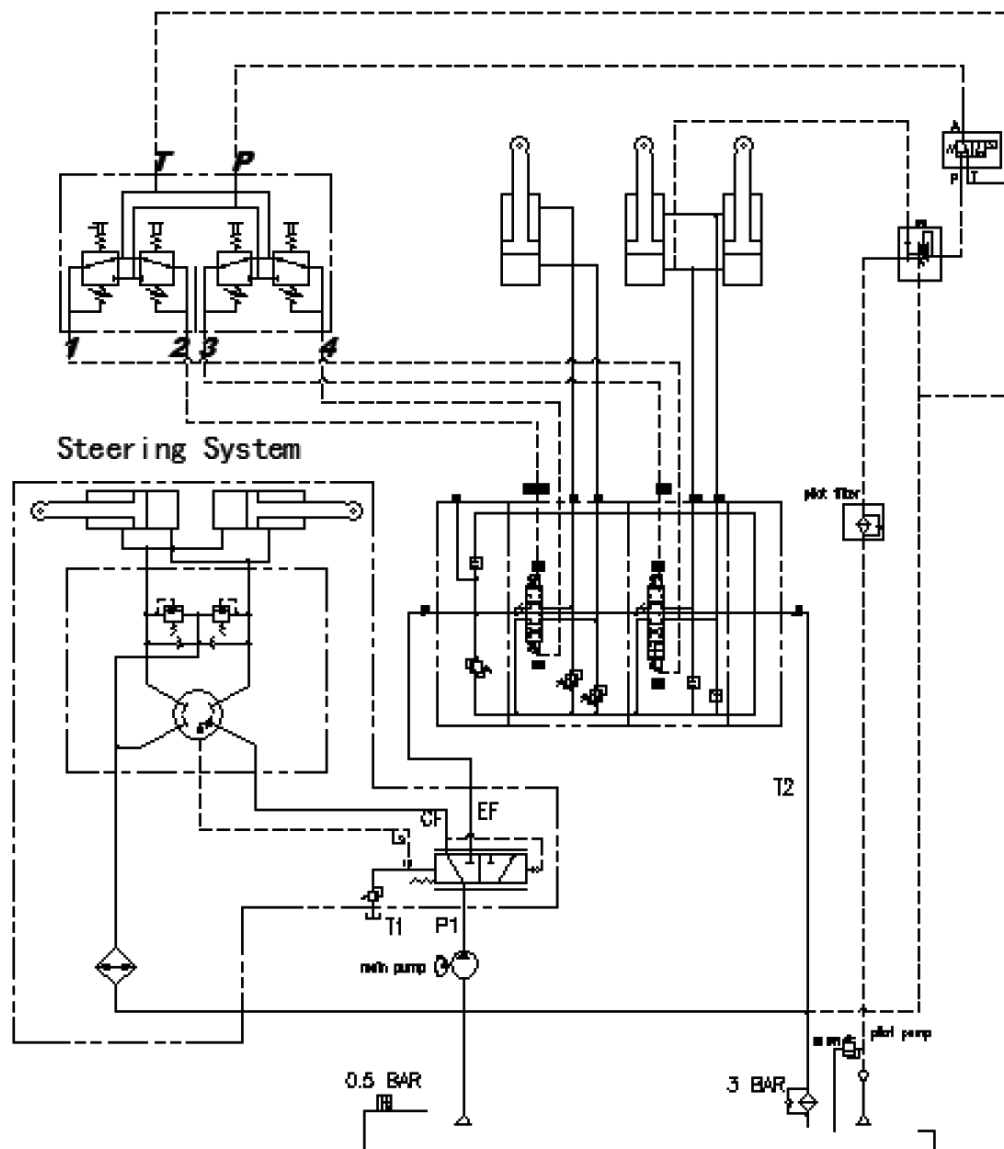 T P
A
P T
1 2 3 4
Steering System
pilot filter
T2
CF EF
T1 P1
main pump
pilot pump
0.5 BAR
3 BAR